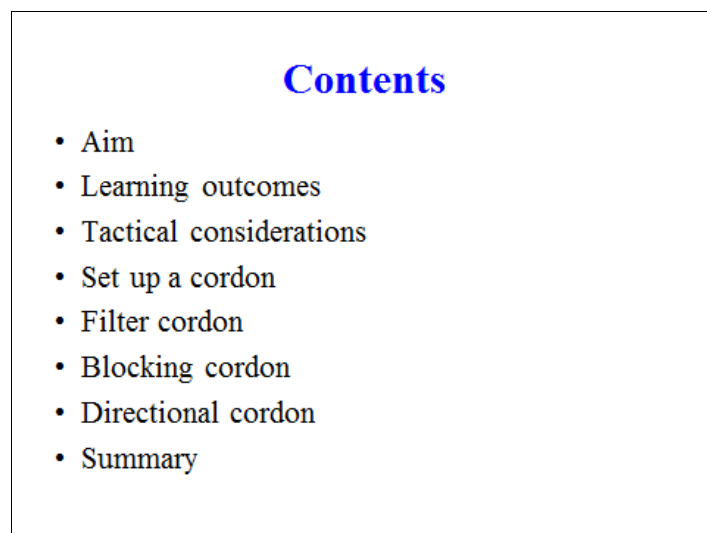 Contents
• Aim
• Learning outcomes
• Tactical considerations
• Set up a cordon
• Filter cordon
• Blocking cordon
• Directional cordon
• Summary